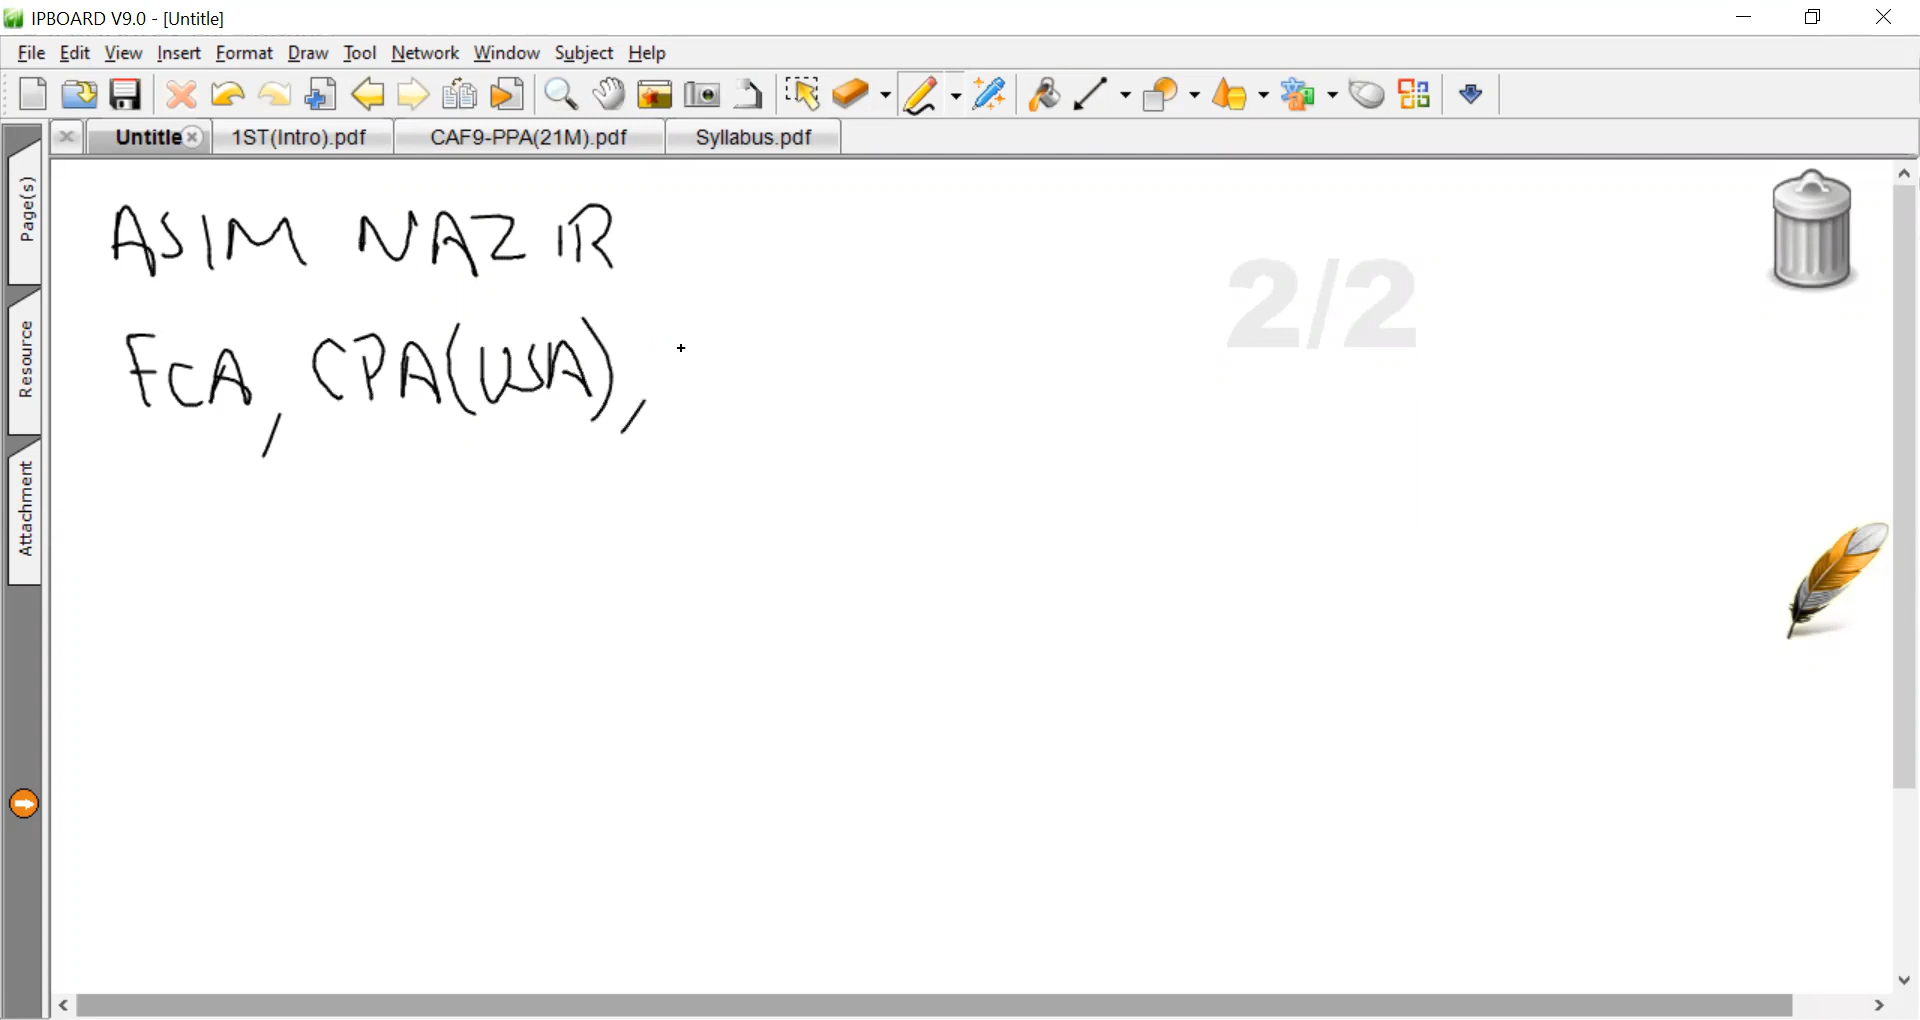 IPBOARD V9.0 - [Untitle]
File Edit View Insert Format Draw Tool Network Window Subject Help
Untitle 1ST(Intro).pdf CAF9-PPA(21M).pdf Syllabus.pdf
Page(s)
Resource
Attachment
ASIM NAZIR
FCA, CPA(USA),
2/2